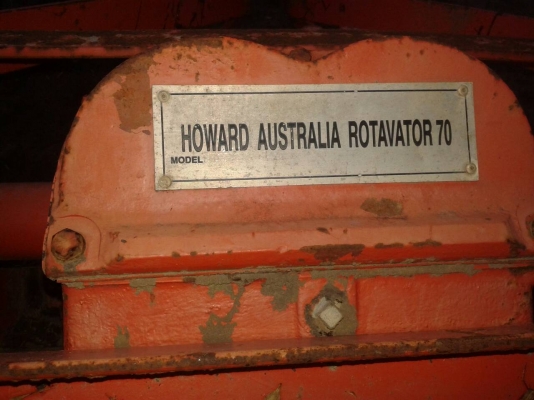 HOWARD AUSTRALIA ROTAVATOR 70
MODEL